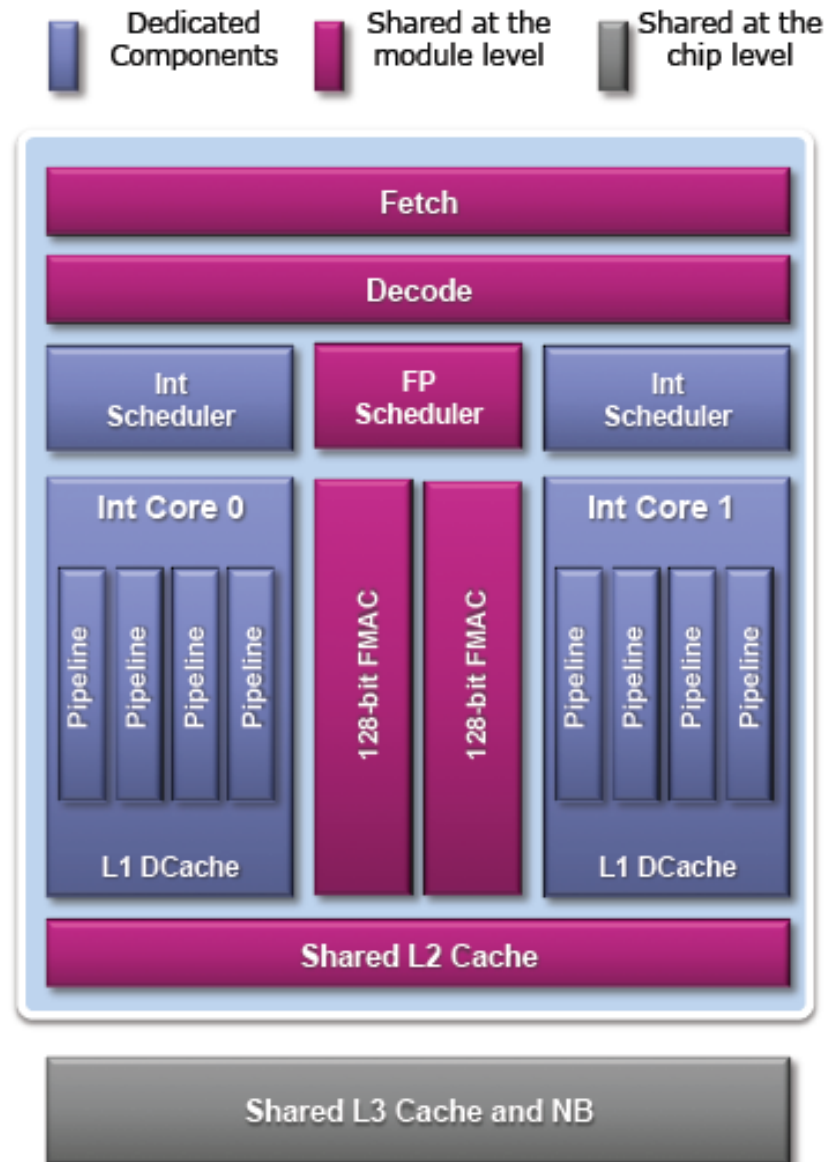 Dedicated
Components
Shared at the
module level
Shared at the
chip level
Fetch
Decode
Int
Scheduler
FP
Scheduler
Int
Scheduler
Int Core 0
Pipeline
Pipeline
Pipeline
Pipeline
L1 DCache
128-bit FMAC
128-bit FMAC
Int Core 1
Pipeline
Pipeline
Pipeline
Pipeline
L1 DCache
Shared L2 Cache
Shared L3 Cache and NB